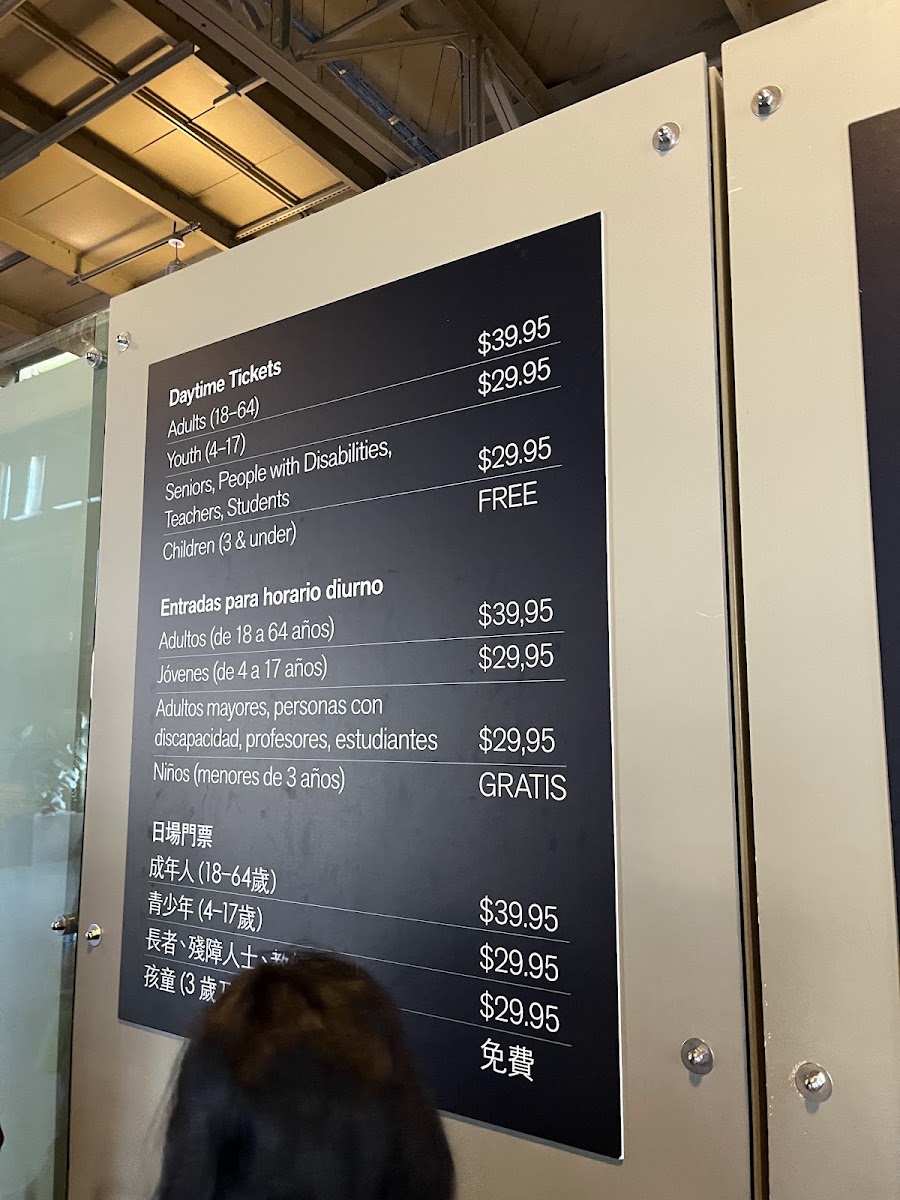 Daytime Tickets
Adults (18–64) $39.95
Youth (4–17) $29.95
Seniors, People with Disabilities,
Teachers, Students $29.95
Children (3 & under) FREE
Entradas para horario diurno
Adultos (de 18 a 64 años) $39,95
Jóvenes (de 4 a 17 años) $29,95
Adultos mayores, personas con
discapacidad, profesores, estudiantes $29,95
Niños (menores de 3 años) GRATIS
日場門票
成年人 (18–64歲) $39.95
青少年 (4–17歲) $29.95
長者、殘障人士、 $29.95
孩童 (3 歲 免費